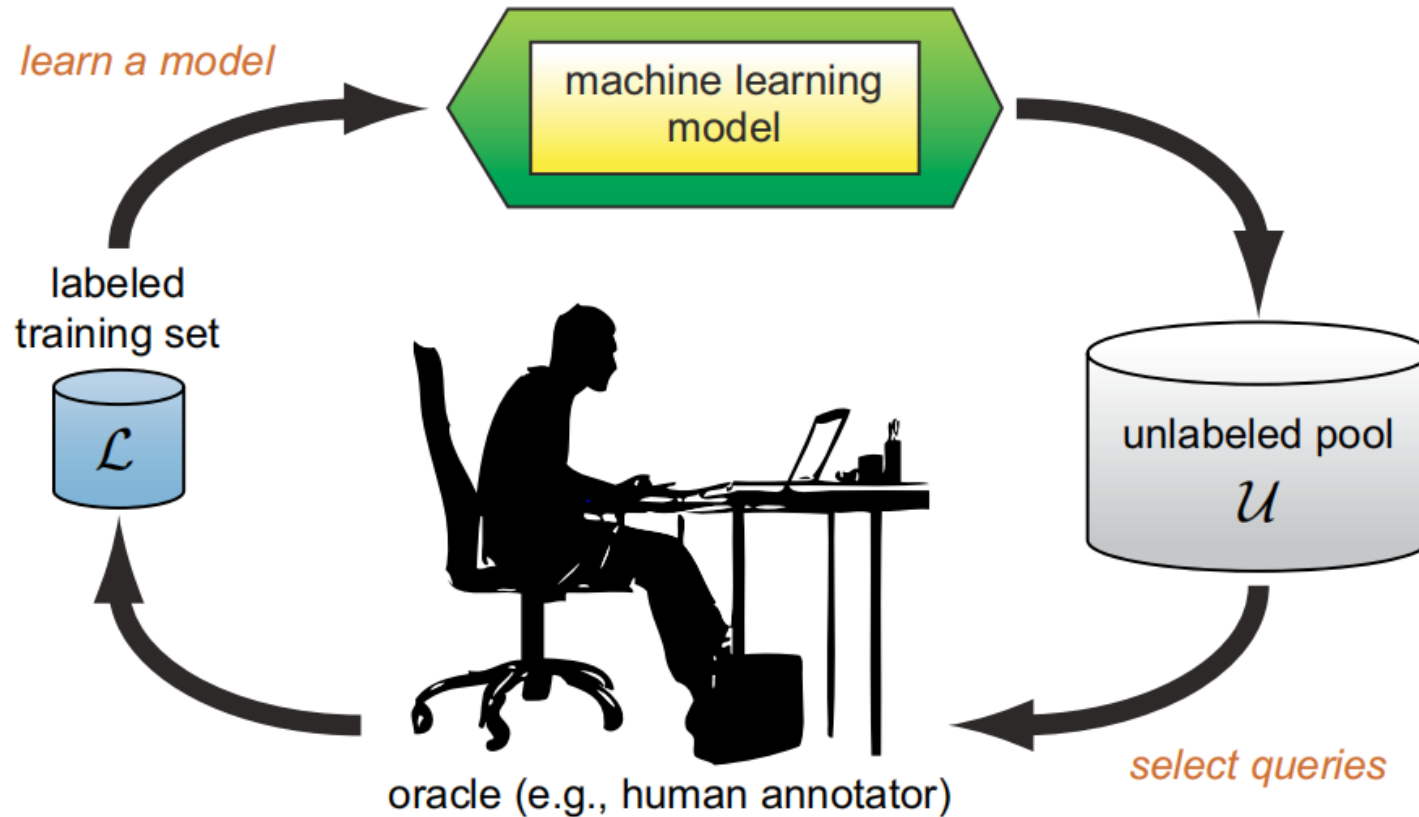 learn a model
machine learning
model
labeled
training set
ℒ
unlabeled pool
𝒰
select queries
oracle (e.g., human annotator)